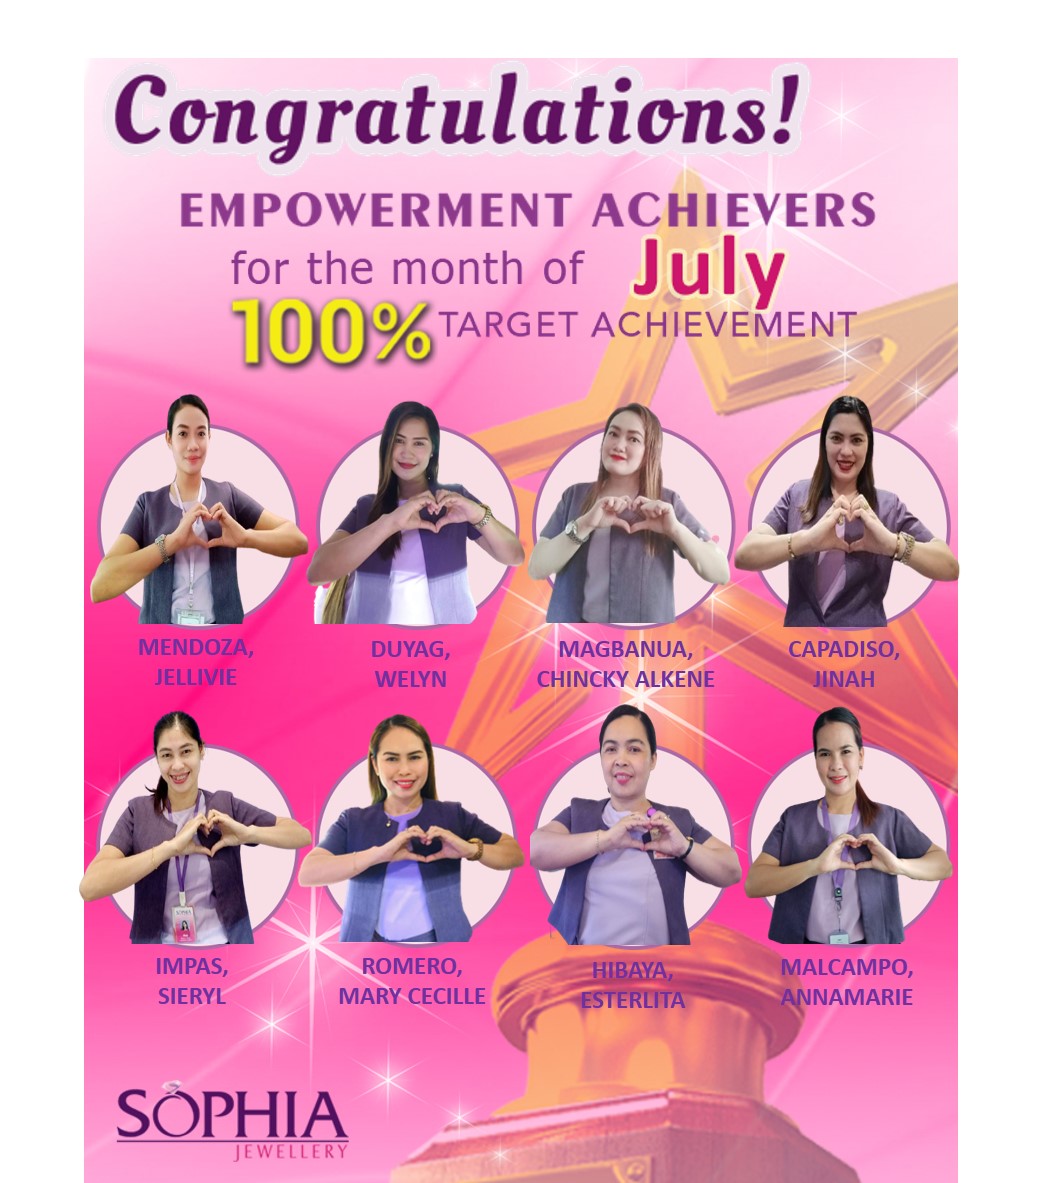 Congratulations!
EMPOWERMENT ACHIEVERS
for the month of July
100% TARGET ACHIEVEMENT
MENDOZA,
JELLIVIE
DUYAG,
WELYN
MAGBANUA,
CHINCKY ALKENE
CAPADISO,
JINAH
IMPAS,
SIERYL
ROMERO,
MARY CECILLE
HIBAYA,
ESTERLITA
MALCAMPO,
ANNAMARIE
SOPHIA
JEWELLERY